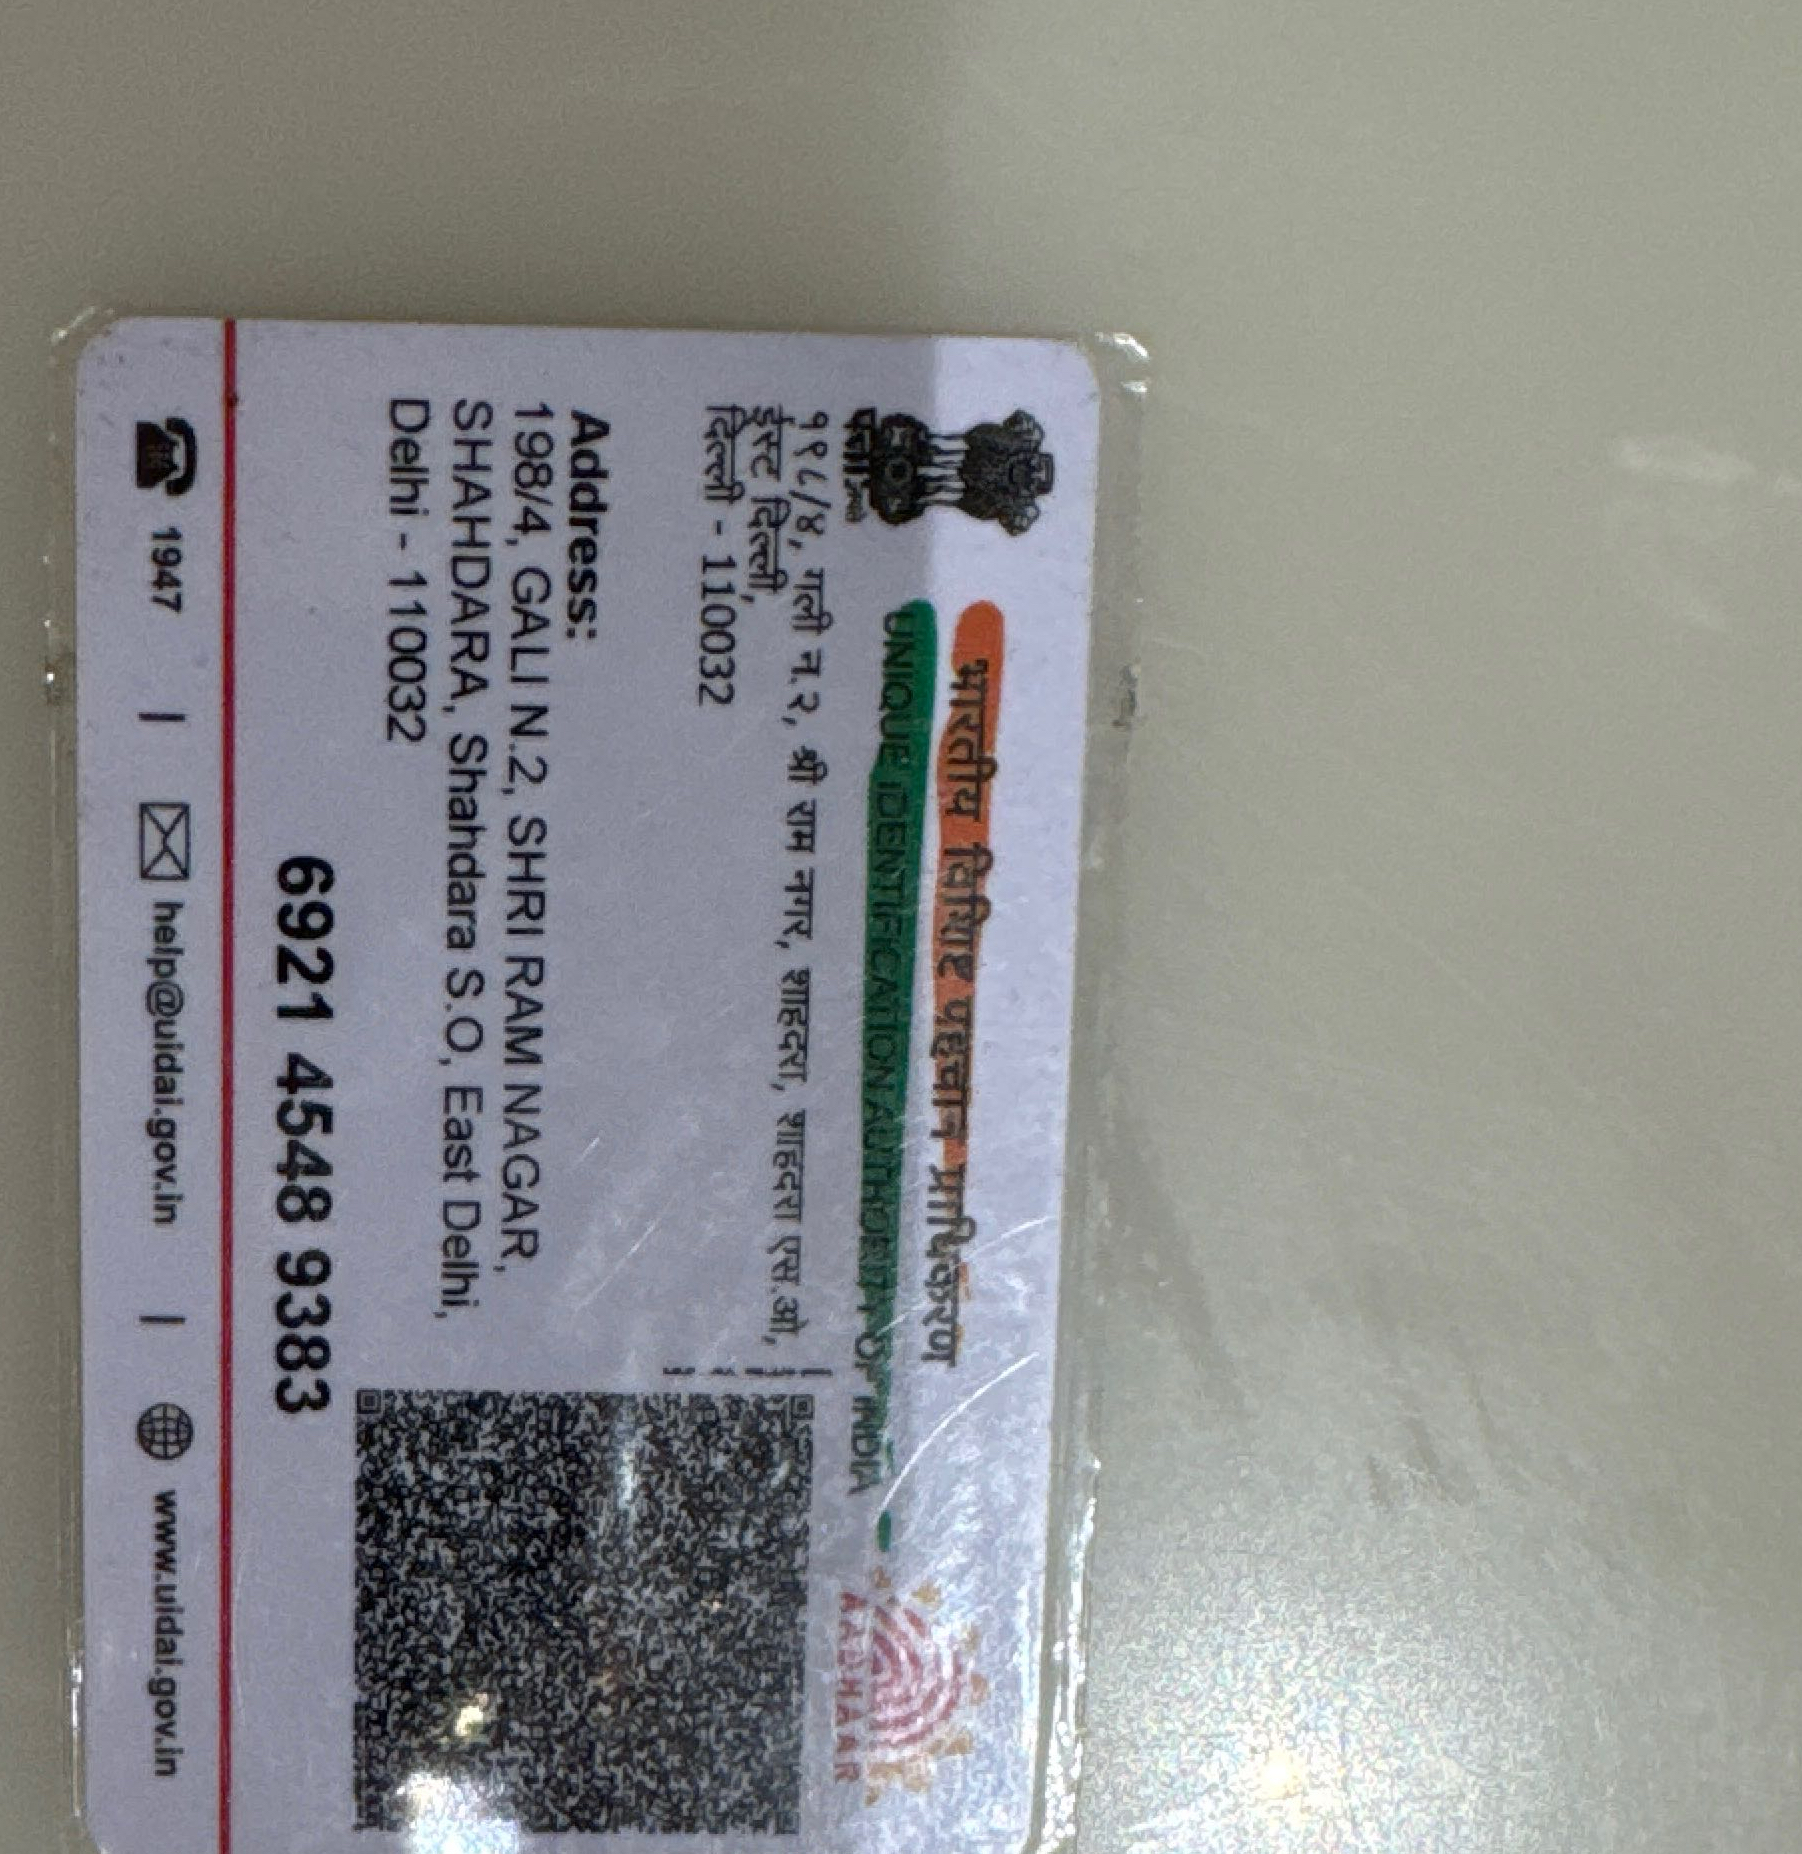 भारतीय विशिष्ट पहचान प्राधिकरण
UNIQUE IDENTIFICATION AUTHORITY OF INDIA
AADHAAR
पता:
१९८/४, गली न.२, श्री राम नगर, शाहदरा, शाहदरा एस.ओ,
ईस्ट दिल्ली,
दिल्ली - 110032
Address:
198/4, GALI N.2, SHRI RAM NAGAR,
SHAHDARA, Shahdara S.O, East Delhi,
Delhi - 110032
6921 4548 9383
1947 | help@uidai.gov.in | www.uidai.gov.in